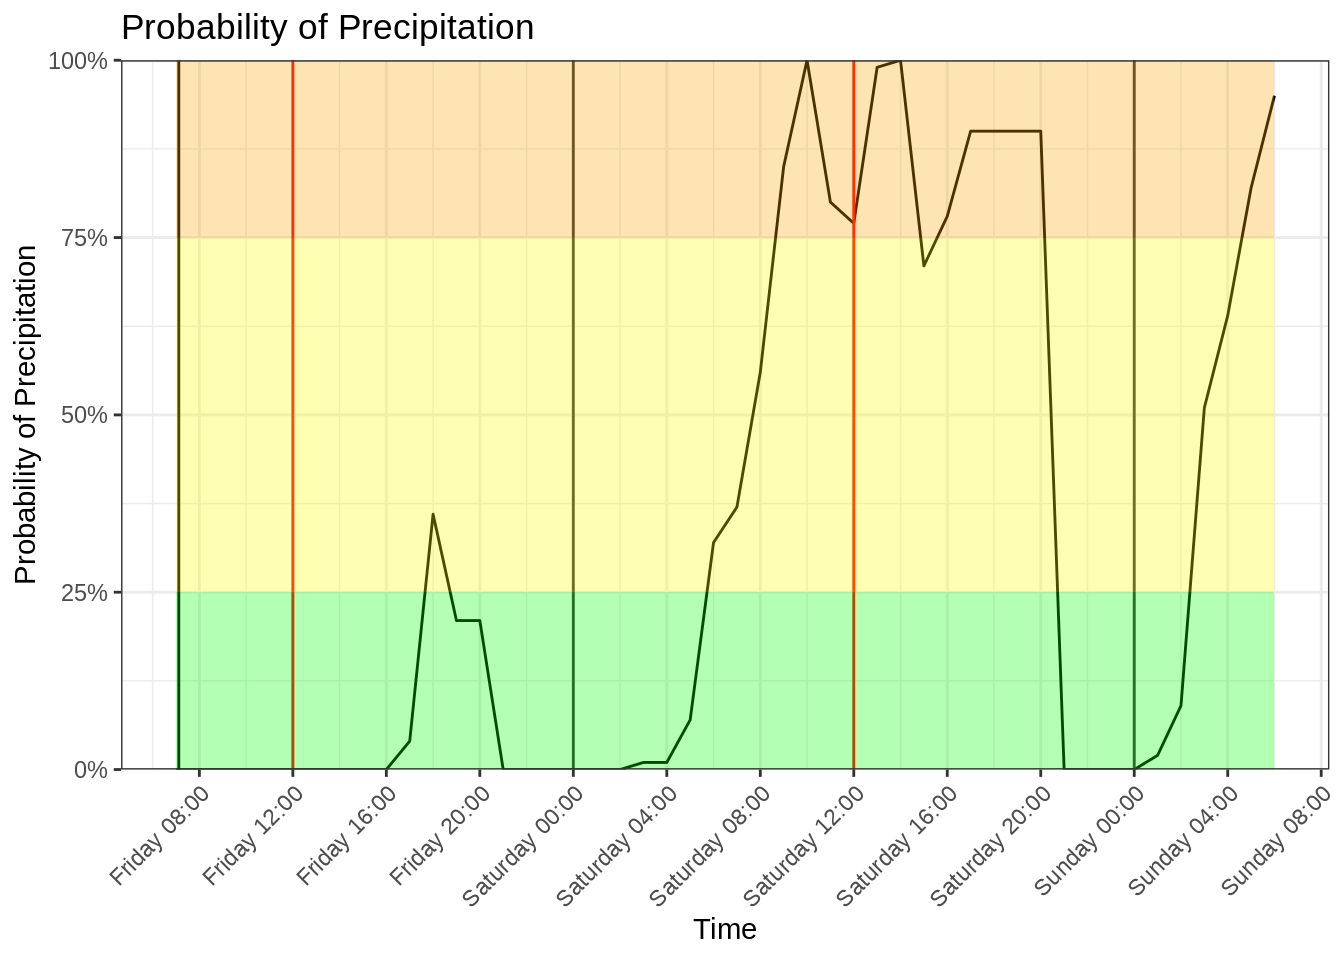 Probability of Precipitation
Probability of Precipitation
100%
75%
50%
25%
0%
Friday 08:00
Friday 12:00
Friday 16:00
Friday 20:00
Saturday 00:00
Saturday 04:00
Saturday 08:00
Saturday 12:00
Saturday 16:00
Saturday 20:00
Sunday 00:00
Sunday 04:00
Sunday 08:00
Time